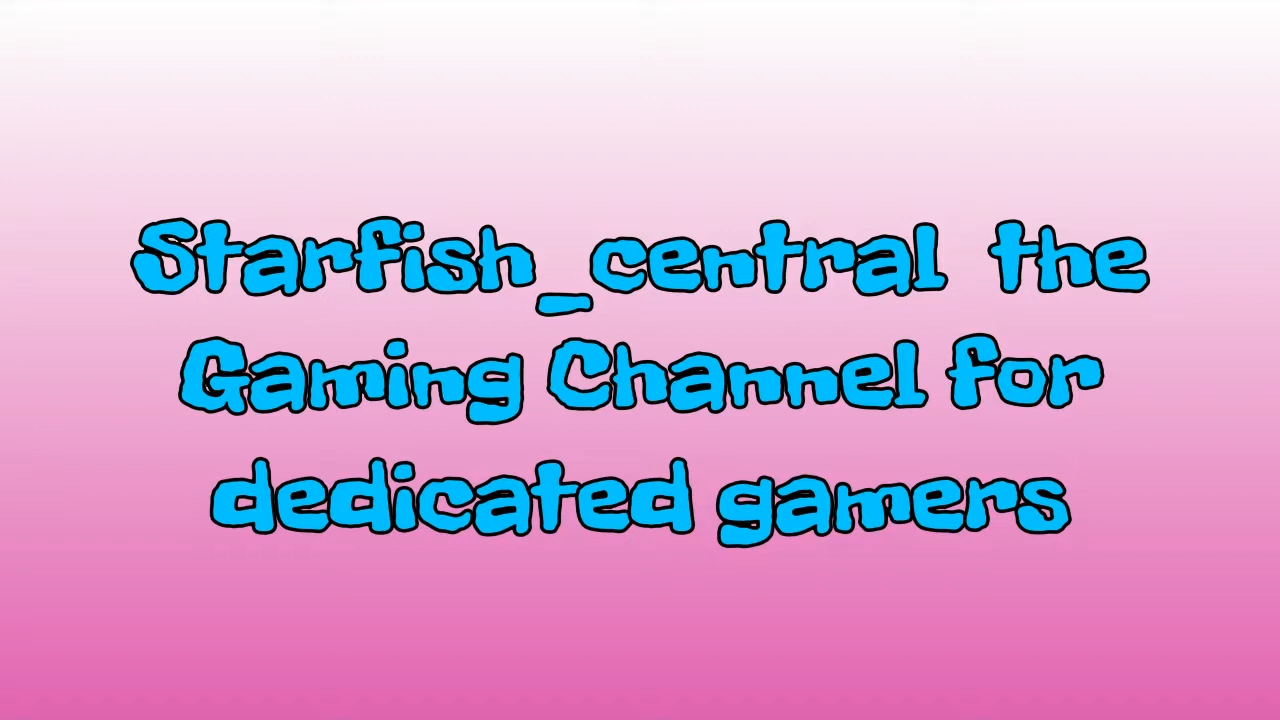 Starfish_central  the
Gaming Channel for
dedicated gamers